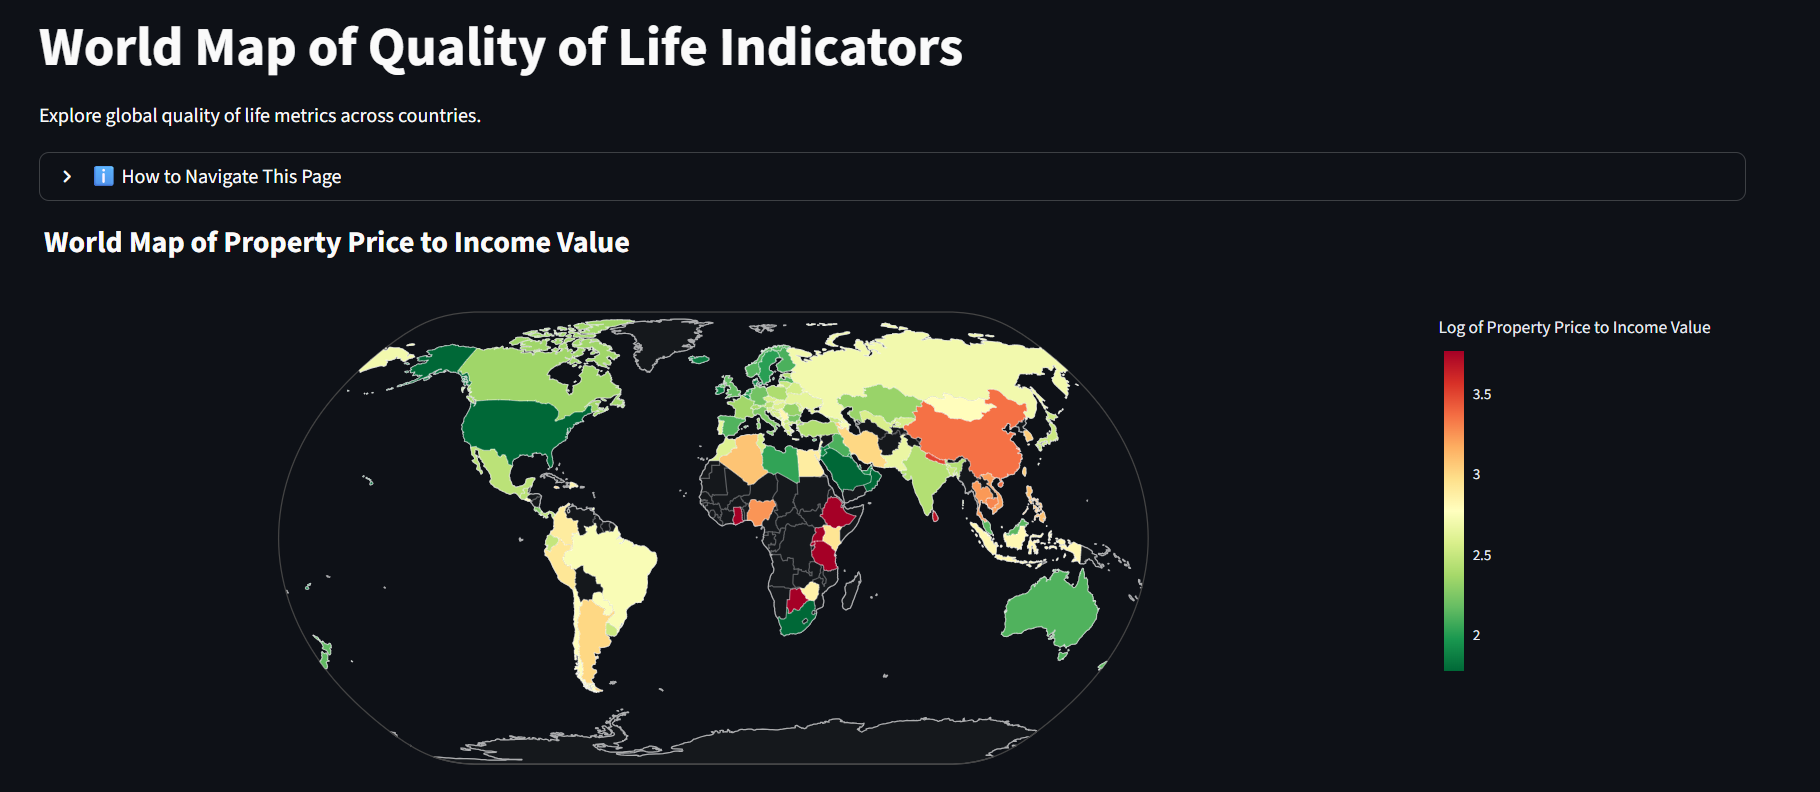 World Map of Quality of Life Indicators
Explore global quality of life metrics across countries.
How to Navigate This Page
World Map of Property Price to Income Value
Log of Property Price to Income Value
3.5
3
2.5
2